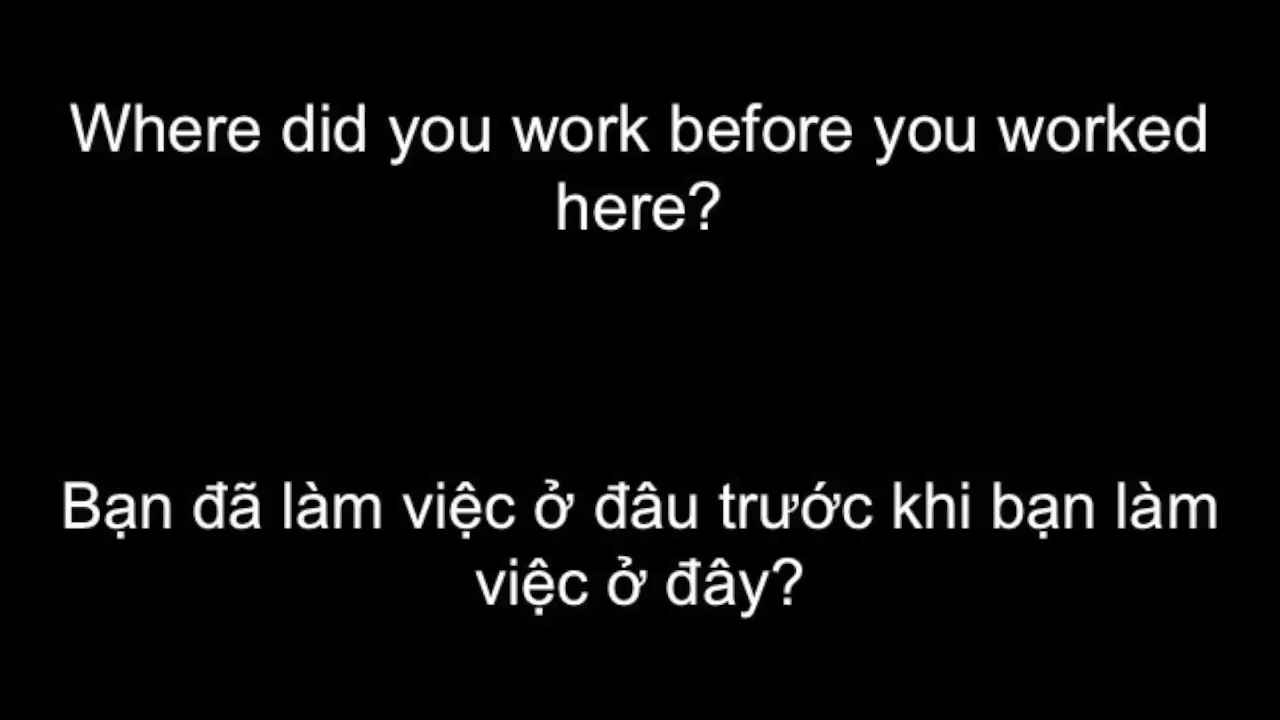 Where did you work before you worked
here?
Bạn đã làm việc ở đâu trước khi bạn làm
việc ở đây?